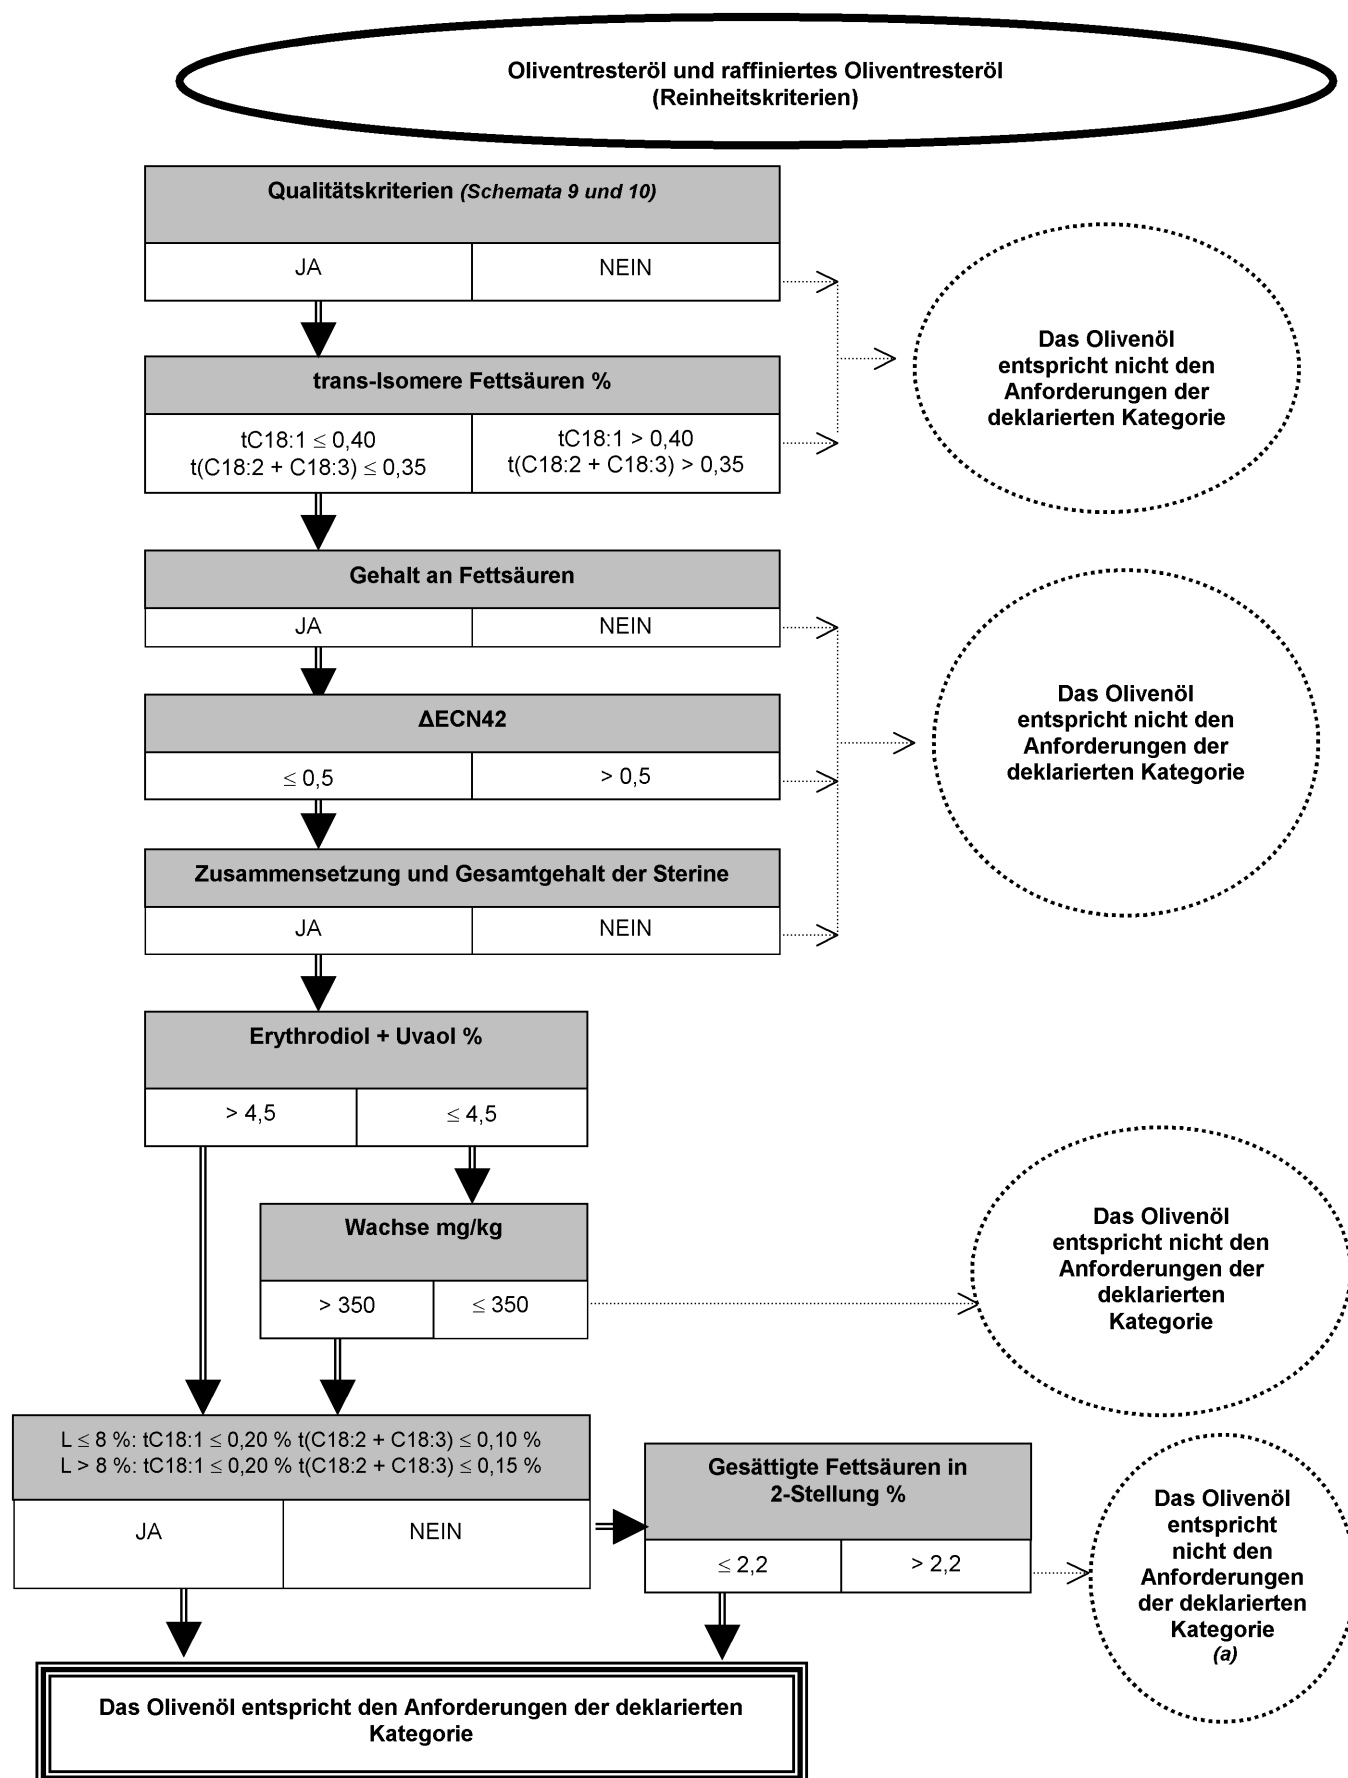 Oliventresteröl und raffiniertes Oliventresteröl
(Reinheitskriterien)
Qualitätskriterien (Schemata 9 und 10)
JA
NEIN
Das Olivenöl
entspricht nicht den
Anforderungen der
deklarierten Kategorie
trans-Isomere Fettsäuren %
tC18:1 ≤ 0,40
t(C18:2 + C18:3) ≤ 0,35
tC18:1 > 0,40
t(C18:2 + C18:3) > 0,35
Gehalt an Fettsäuren
JA
NEIN
Das Olivenöl
entspricht nicht den
Anforderungen der
deklarierten Kategorie
ΔECN42
≤ 0,5
> 0,5
Zusammensetzung und Gesamtgehalt der Sterine
JA
NEIN
Erythrodiol + Uvaol %
> 4,5
≤ 4,5
Wachse mg/kg
> 350
≤ 350
Das Olivenöl
entspricht nicht den
Anforderungen der
deklarierten
Kategorie
L ≤ 8 %: tC18:1 ≤ 0,20 % t(C18:2 + C18:3) ≤ 0,10 %
L > 8 %: tC18:1 ≤ 0,20 % t(C18:2 + C18:3) ≤ 0,15 %
JA
NEIN
Gesättigte Fettsäuren in
2-Stellung %
≤ 2,2
> 2,2
Das Olivenöl
entspricht
nicht den
Anforderungen
der deklarierten
Kategorie
(a)
Das Olivenöl entspricht den Anforderungen der deklarierten
Kategorie